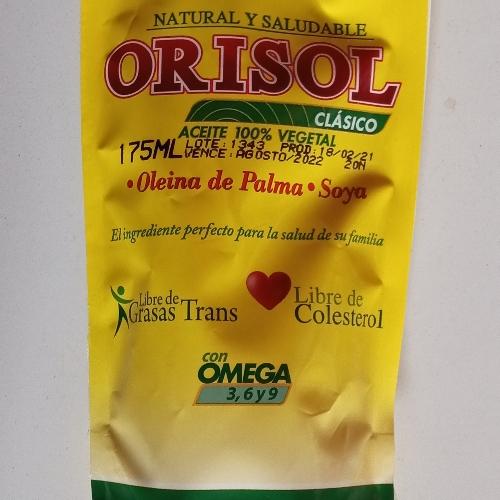 NATURAL Y SALUDABLE
ORISOL
CLÁSICO
ACEITE 100% VEGETAL
175ML LOTE: 1343 PROD: 18/02/21
VENCE: AGOSTO/2022 20N
•Oleina de Palma•Soya
El ingrediente perfecto para la salud de su familia
Libre de
Grasas Trans
Libre de
Colesterol
con
OMEGA
3, 6 y 9